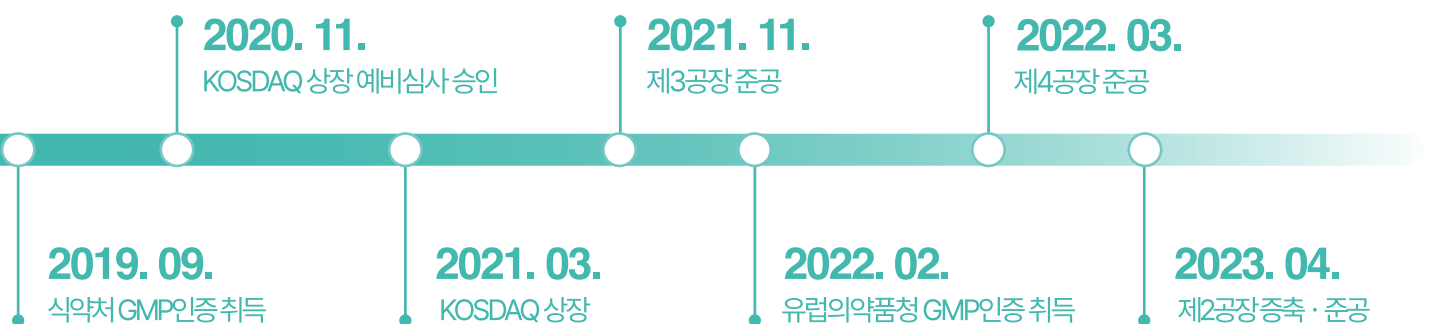 2020. 11.
KOSDAQ 상장 예비심사 승인
2021. 11.
제3공장 준공
2022. 03.
제4공장 준공
2019. 09.
식약처 GMP인증 취득
2021. 03.
KOSDAQ 상장
2022. 02.
유럽의약품청 GMP인증 취득
2023. 04.
제2공장 증축 · 준공